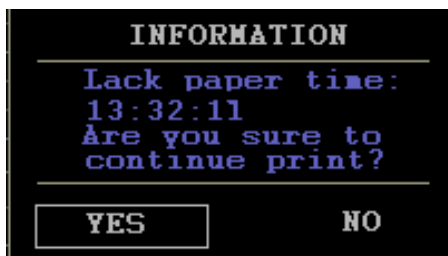 INFORMATION
Lack paper time:
13:32:11
Are you sure to
continue print?
YES
NO